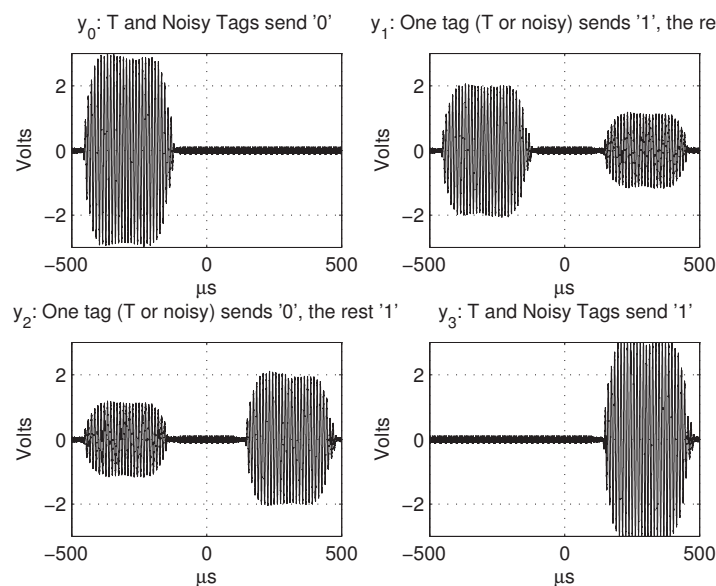 y0: T and Noisy Tags send '0'
Volts
2
0
−2
−500
0
500
μs
y1: One tag (T or noisy) sends '1', the re
Volts
2
0
−2
−500
0
500
μs
y2: One tag (T or noisy) sends '0', the rest '1'
Volts
2
0
−2
−500
0
500
μs
y3: T and Noisy Tags send '1'
Volts
2
0
−2
−500
0
500
μs